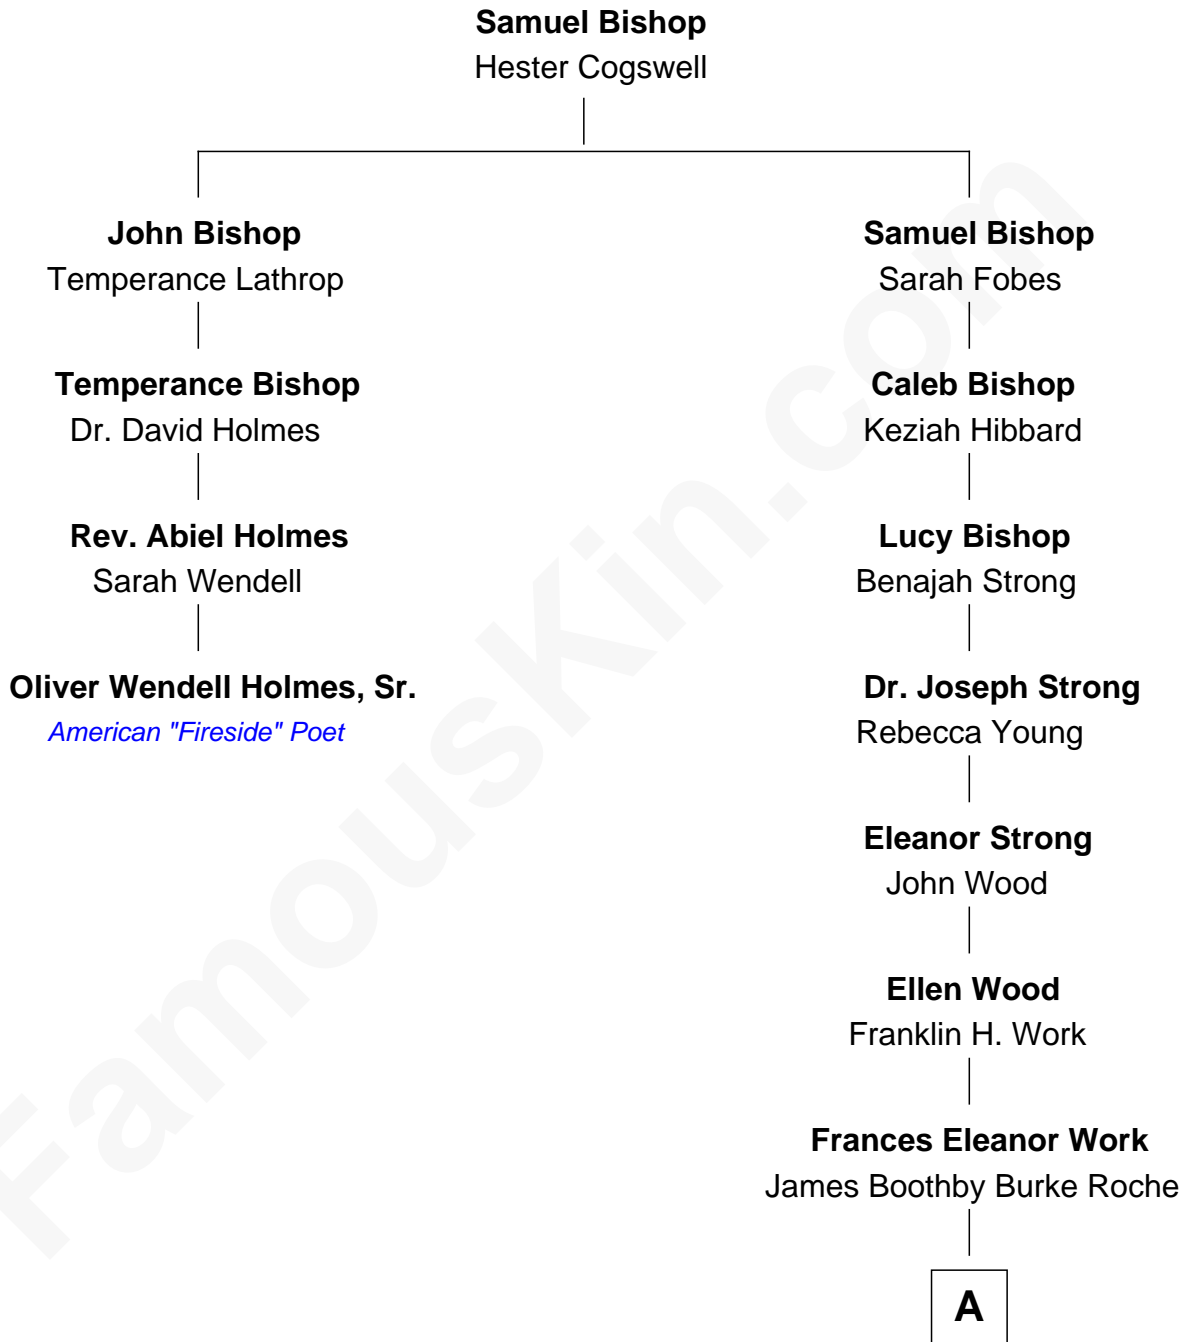 Samuel Bishop
Hester Cogswell
John Bishop
Temperance Lathrop
Temperance Bishop
Dr. David Holmes
Rev. Abiel Holmes
Sarah Wendell
Oliver Wendell Holmes, Sr.
American "Fireside" Poet
Samuel Bishop
Sarah Fobes
Caleb Bishop
Keziah Hibbard
Lucy Bishop
Benajah Strong
Dr. Joseph Strong
Rebecca Young
Eleanor Strong
John Wood
Ellen Wood
Franklin H. Work
Frances Eleanor Work
James Boothby Burke Roche
A
FamousKin.com